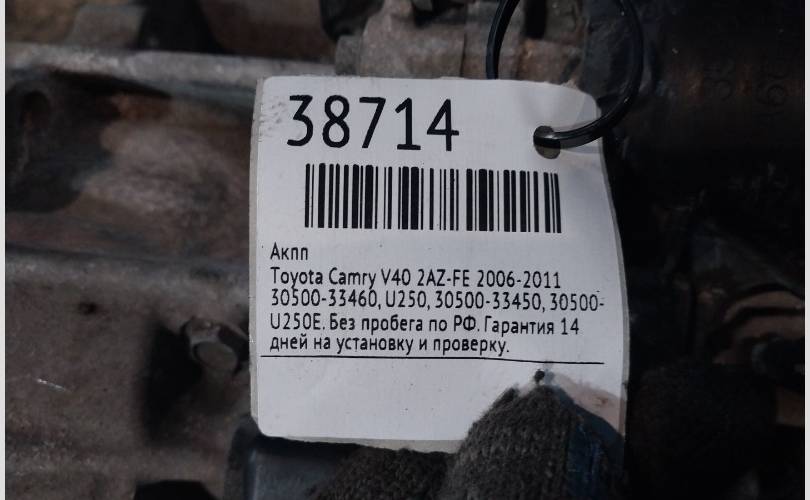 38714
Акпп
Toyota Camry V40 2AZ-FE 2006-2011
30500-33460, U250, 30500-33450, 30500-
U250E. Без пробега по РФ. Гарантия 14
дней на установку и проверку.